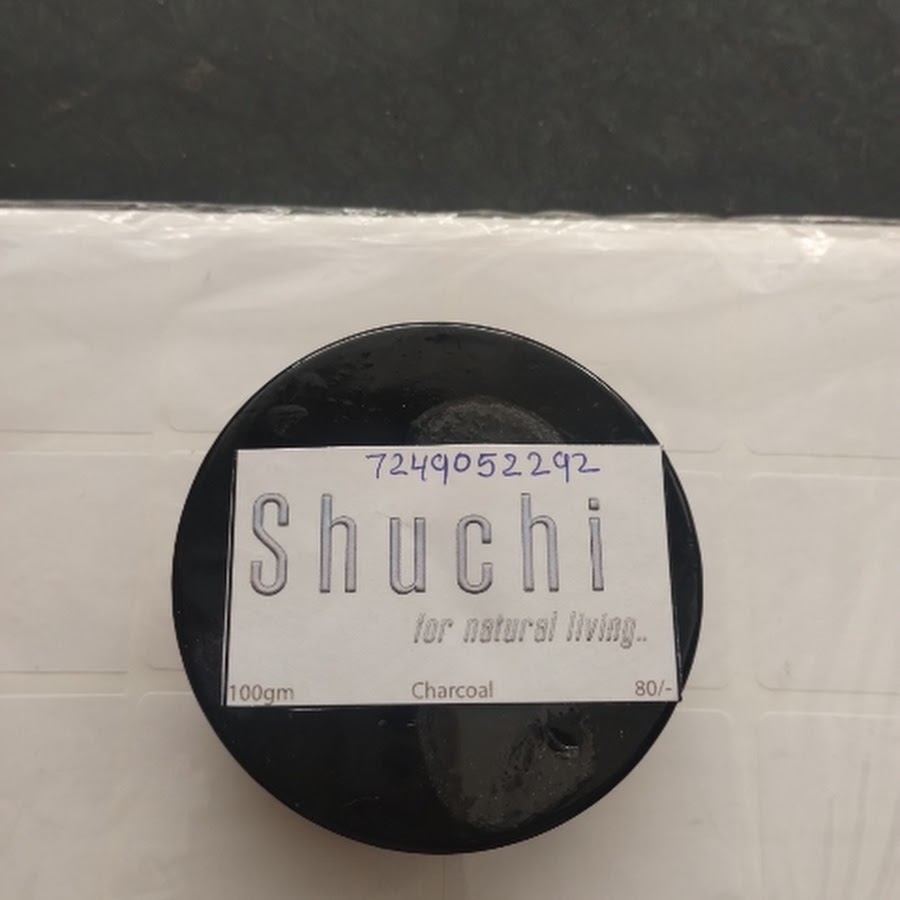 7249052292
Shuchi
for natural living..
100gm Charcoal 80/-